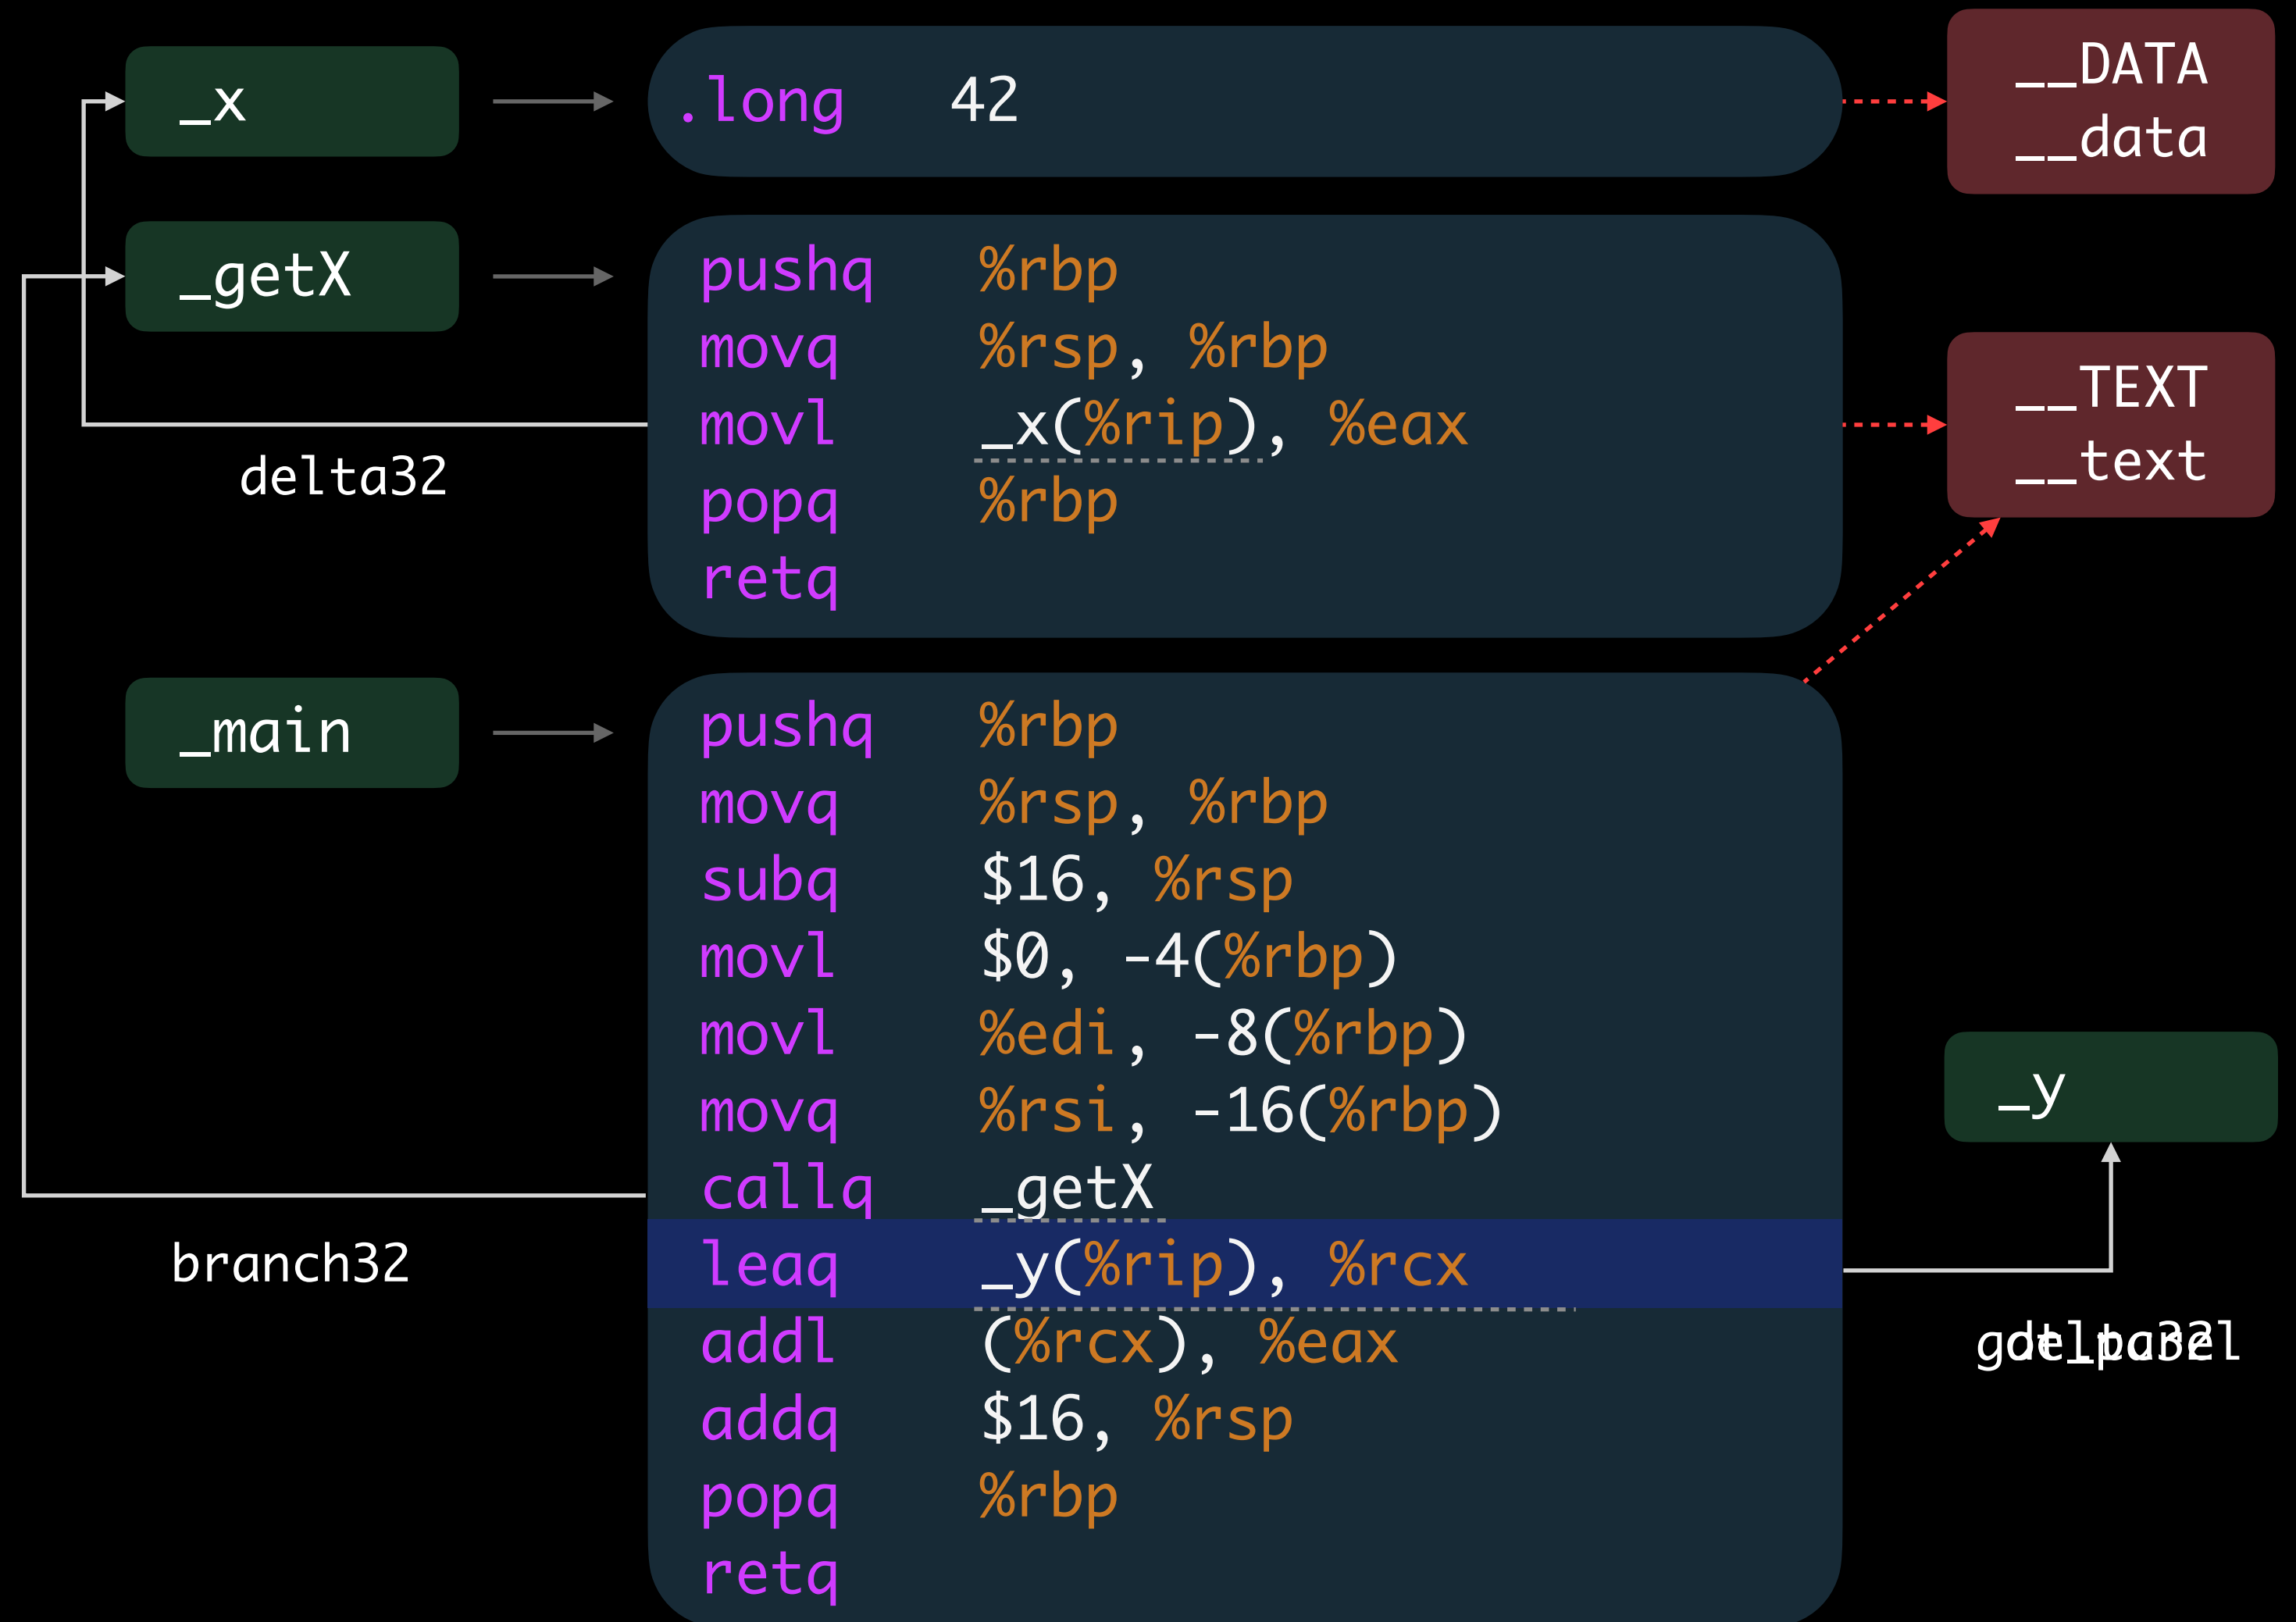 _x
.long 42
__DATA
__data
_getX
pushq %rbp
movq %rsp, %rbp
movl _x(%rip), %eax
popq %rbp
retq
delta32
__TEXT
__text
_main
pushq %rbp
movq %rsp, %rbp
subq $16, %rsp
movl $0, -4(%rbp)
movl %edi, -8(%rbp)
movq %rsi, -16(%rbp)
callq _getX
leaq _y(%rip), %rcx
addl (%rcx), %eax
addq $16, %rsp
popq %rbp
retq
branch32
_y